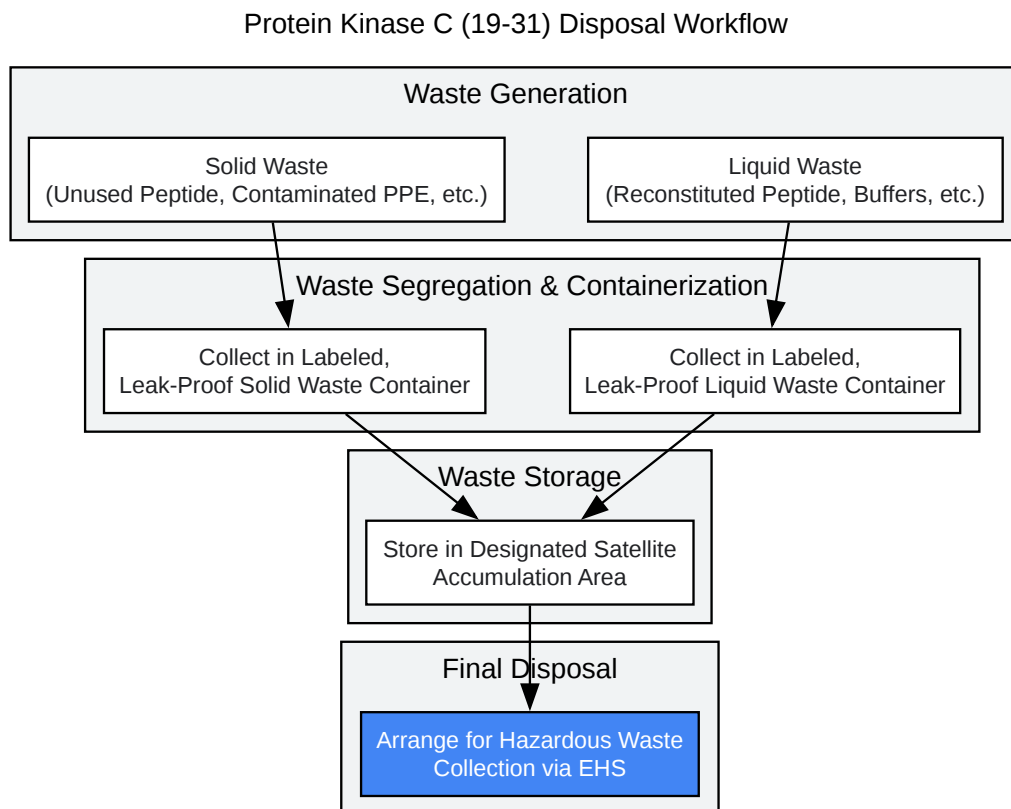 Protein Kinase C (19-31) Disposal Workflow
Waste Generation
Solid Waste
(Unused Peptide, Contaminated PPE, etc.)
Liquid Waste
(Reconstituted Peptide, Buffers, etc.)
Waste Segregation & Containerization
Collect in Labeled,
Leak-Proof Solid Waste Container
Collect in Labeled,
Leak-Proof Liquid Waste Container
Waste Storage
Store in Designated Satellite
Accumulation Area
Final Disposal
Arrange for Hazardous Waste
Collection via EHS